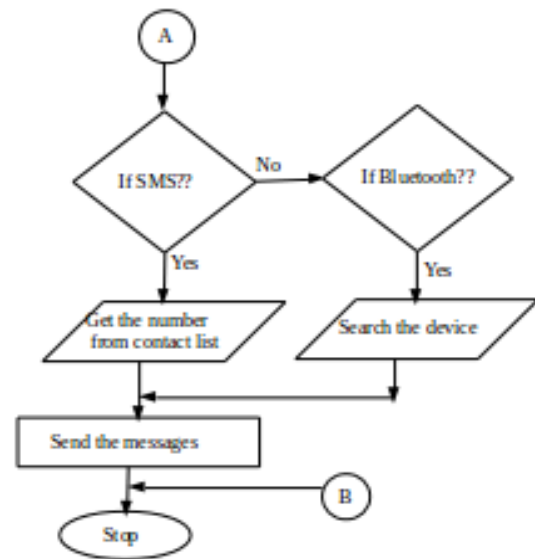 A
If SMS??
No
If Bluetooth??
Yes
Yes
Get the number
from contact list
Search the device
Send the messages
B
Stop